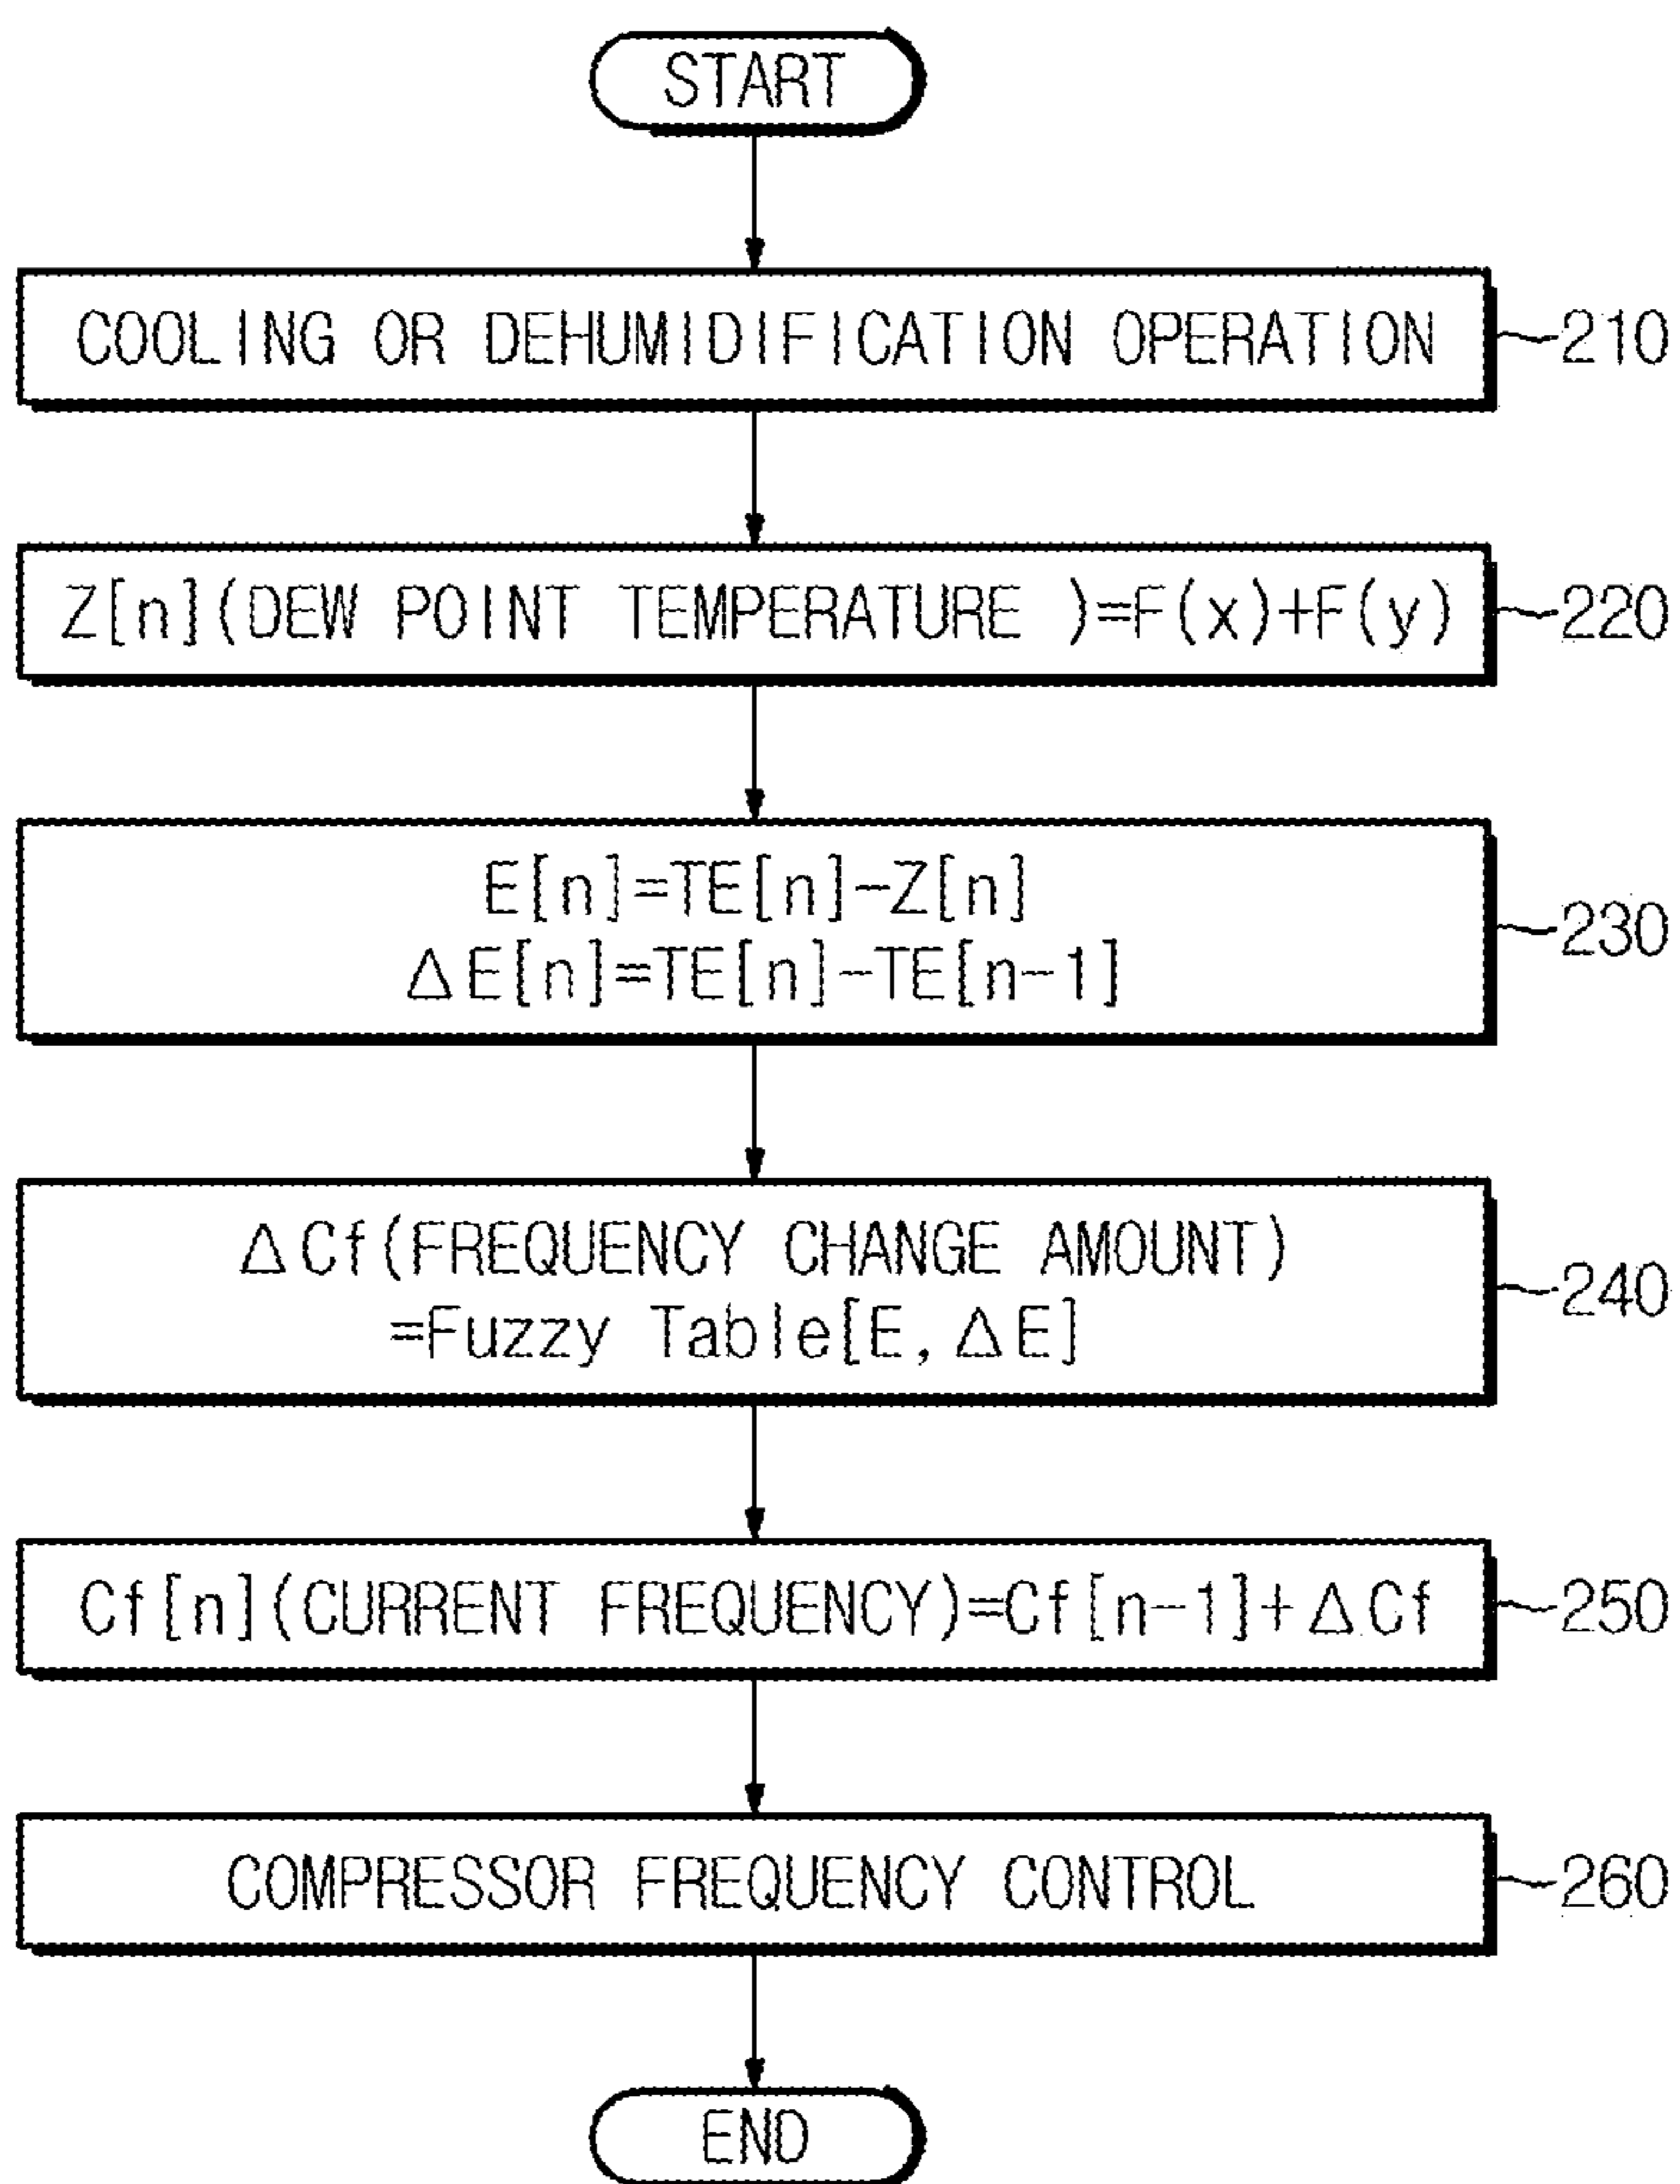 START
COOLING OR DEHUMIDIFICATION OPERATION
210
Z[n](DEW POINT TEMPERATURE )=F(x)+F(y)
220
E[n]=TE[n]-Z[n]
ΔE[n]=TE[n]-TE[n-1]
230
ΔCf(FREQUENCY CHANGE AMOUNT)
=Fuzzy Table[E, ΔE]
240
Cf[n](CURRENT FREQUENCY)=Cf[n-1]+ΔCf
250
COMPRESSOR FREQUENCY CONTROL
260
END